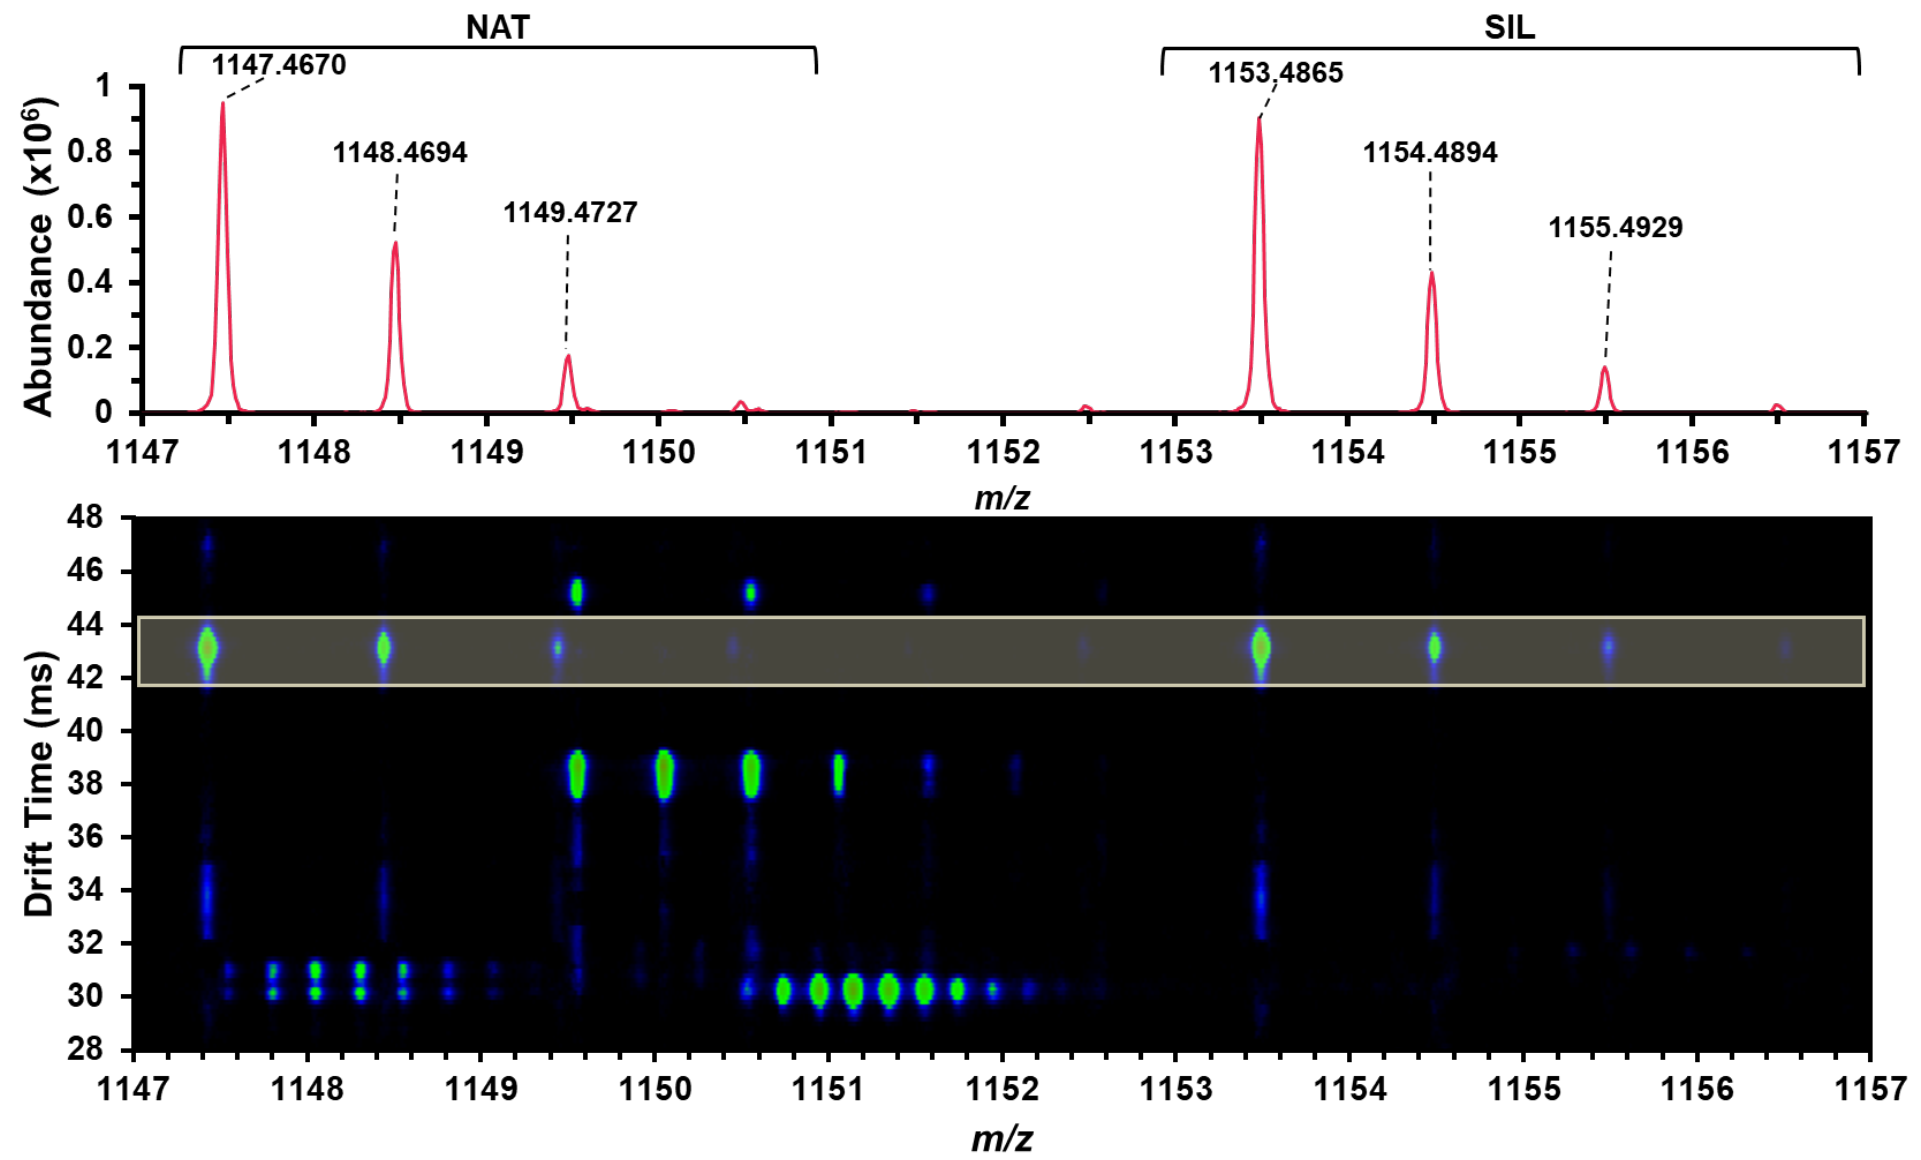 NAT
SIL
1147.4670
1153.4865
1148.4694
1154.4894
1149.4727
1155.4929
Abundance (x10⁶)
1
0.8
0.6
0.4
0.2
0
1147 1148 1149 1150 1151 1152 1153 1154 1155 1156 1157
m/z
Drift Time (ms)
48
46
44
42
40
38
36
34
32
30
28
1147 1148 1149 1150 1151 1152 1153 1154 1155 1156 1157
m/z